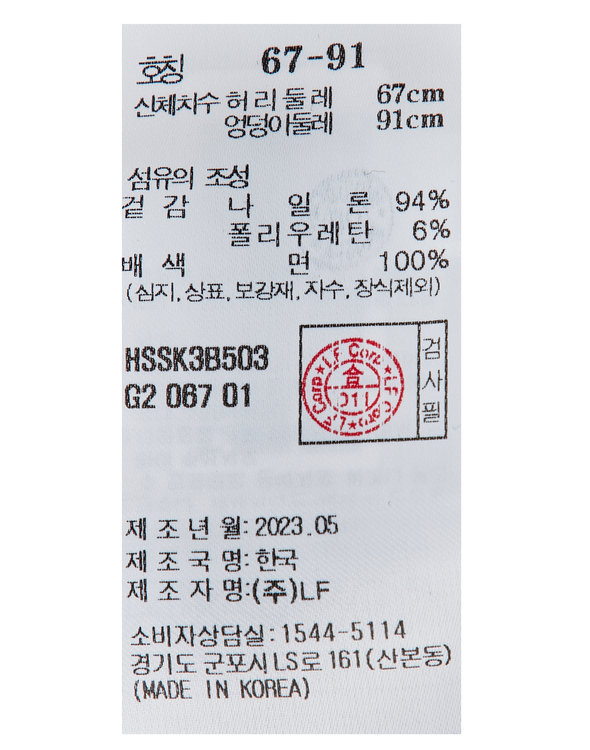 호칭 67-91
신체치수 허리둘레 67cm
엉덩이둘레 91cm
섬유의 조성
겉감 나일론 94%
폴리우레탄 6%
배색 면 100%
(심지, 상표, 보강재, 자수, 장식제외)
HSSK3B503
G2 067 01
LF Corp
合
011
검사필
제조년월: 2023.05
제조국명: 한국
제조자명:(주)LF
소비자상담실: 1544-5114
경기도 군포시 LS로 161(산본동)
(MADE IN KOREA)